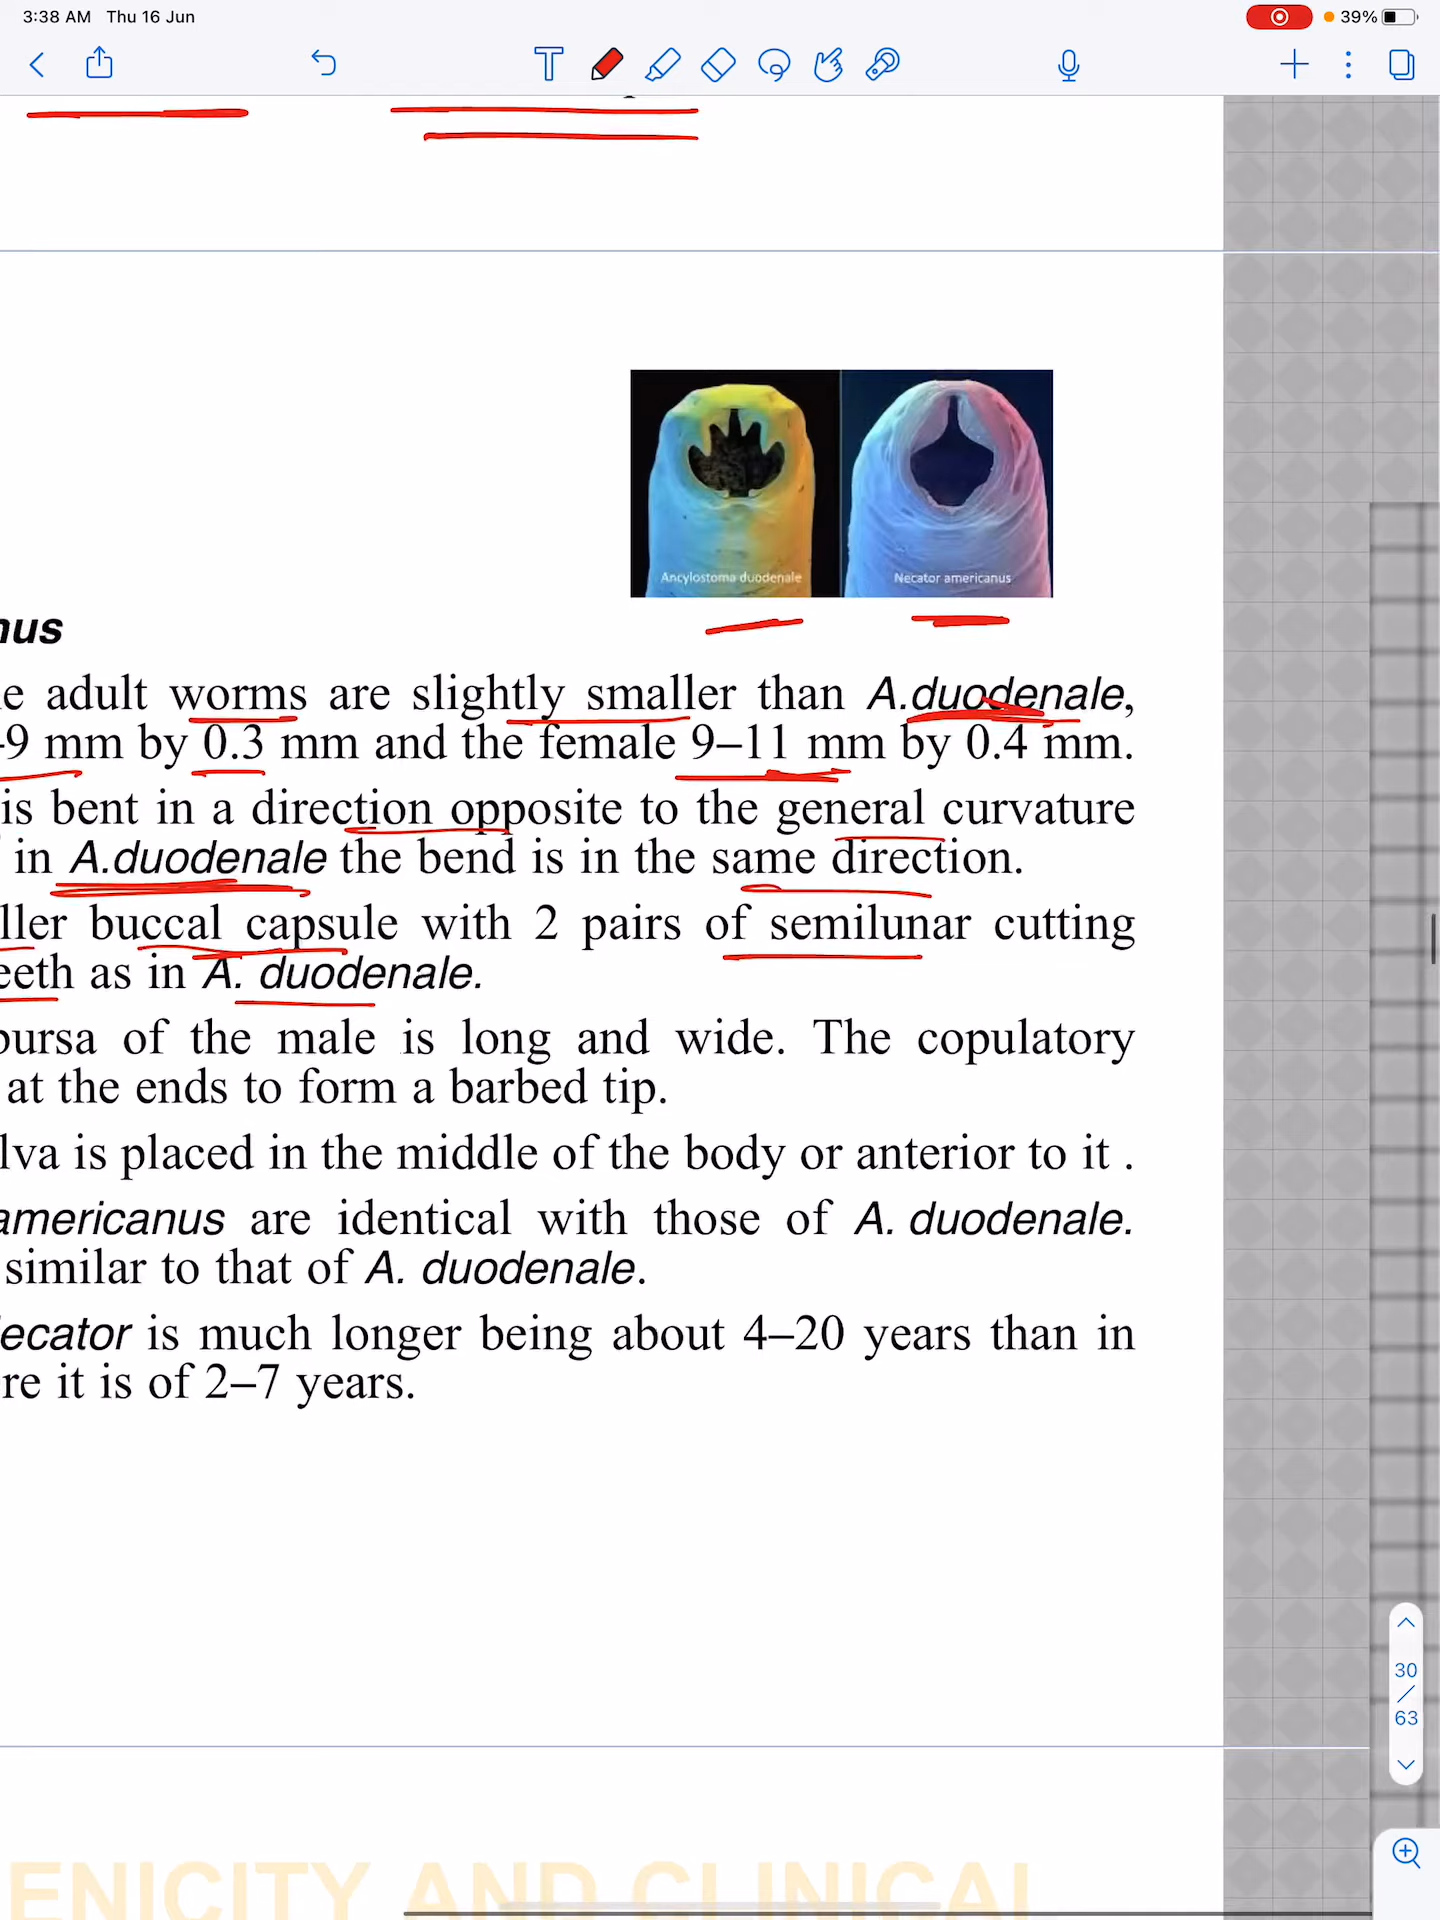 3:38 AM Thu 16 Jun
39%
Ancylostoma duodenale
Necator americanus
nus
e adult worms are slightly smaller than A.duodenale,
–9 mm by 0.3 mm and the female 9–11 mm by 0.4 mm.
is bent in a direction opposite to the general curvature
in A.duodenale the bend is in the same direction.
ller buccal capsule with 2 pairs of semilunar cutting
eeth as in A. duodenale.
bursa of the male is long and wide. The copulatory
at the ends to form a barbed tip.
lva is placed in the middle of the body or anterior to it .
americanus are identical with those of A. duodenale.
similar to that of A. duodenale.
ecator is much longer being about 4–20 years than in
re it is of 2–7 years.
30
/
63
ENICITY AND CLINICAL